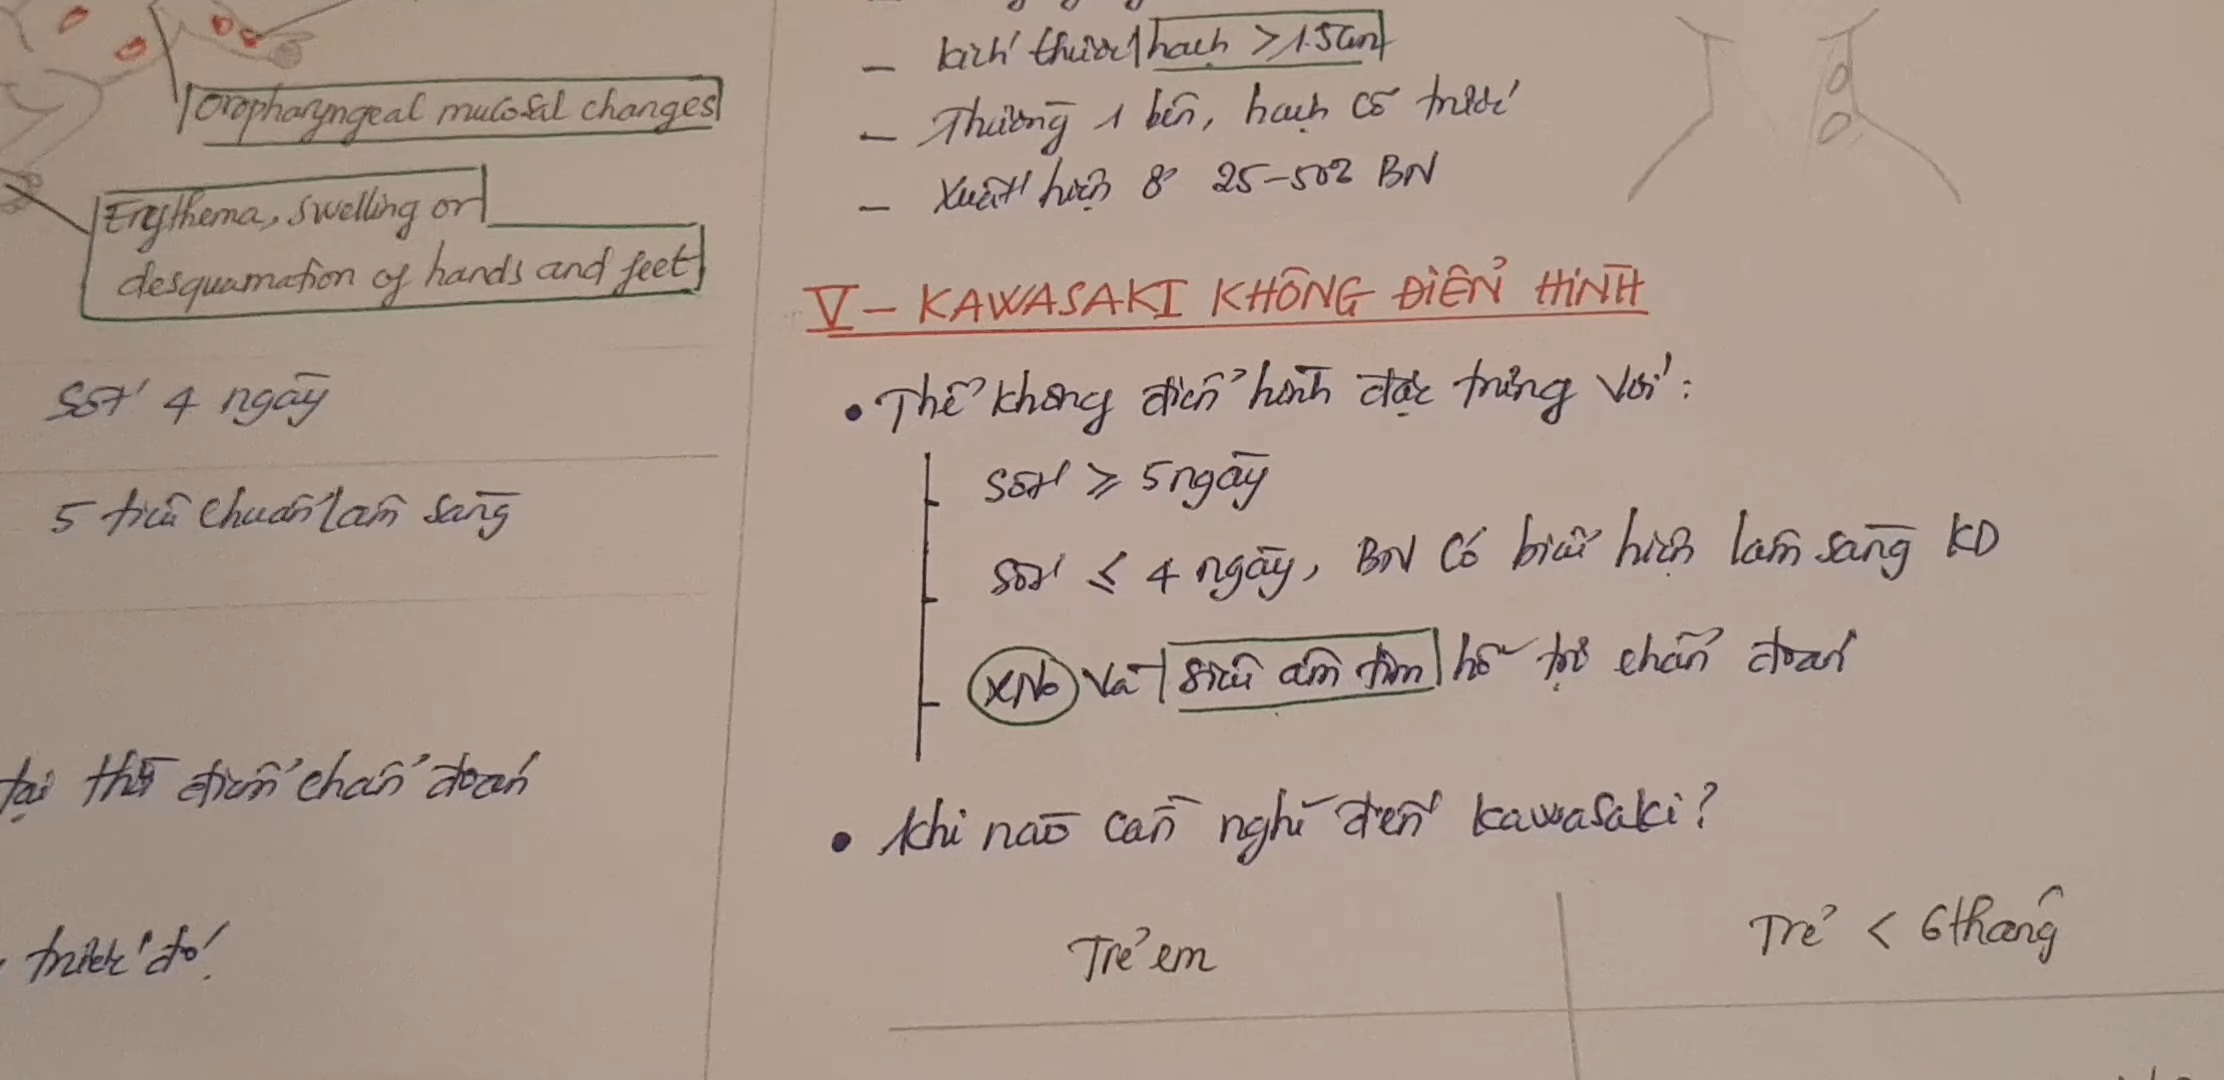 Oropharyngeal mucosal changes
Erythema, swelling or
desquamation of hands and feet
Sốt 4 ngày
5 tiêu chuẩn lâm sàng
tại thời điểm chẩn đoán
trước đó!
- kích thước hạch > 1.5cm
- Thường 1 bên, hạch cổ trước
- Xuất hiện ở 25-50% BN
V - KAWASAKI KHÔNG ĐIỂN HÌNH
• Thể không điển hình đặc trưng với:
Sốt ≥ 5 ngày
Sốt ≤ 4 ngày, BN có biểu hiện lâm sàng KD
XNo và siêu âm tim hỗ trợ chẩn đoán
• Khi nào cần nghĩ đến kawasaki?
Trẻ em
Trẻ < 6 tháng